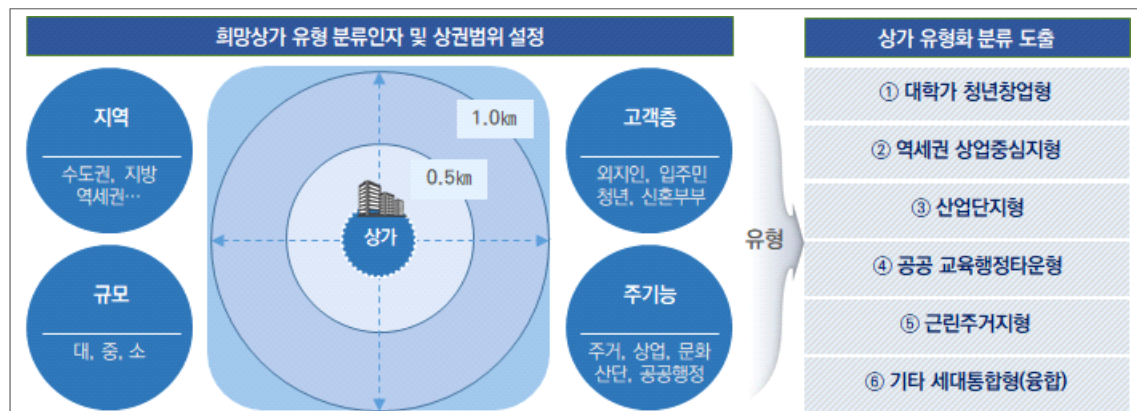 희망상가 유형 분류인자 및 상권범위 설정
지역
수도권, 지방
역세권…
규모
대, 중, 소
1.0㎞
0.5㎞
상가
고객층
외지인, 입주민
청년, 신혼부부
주기능
주거, 상업, 문화
산단, 공공행정
유형
상가 유형화 분류 도출
① 대학가 청년창업형
② 역세권 상업중심지형
③ 산업단지형
④ 공공 교육행정타운형
⑤ 근린주거지형
⑥ 기타 세대통합형(융합)